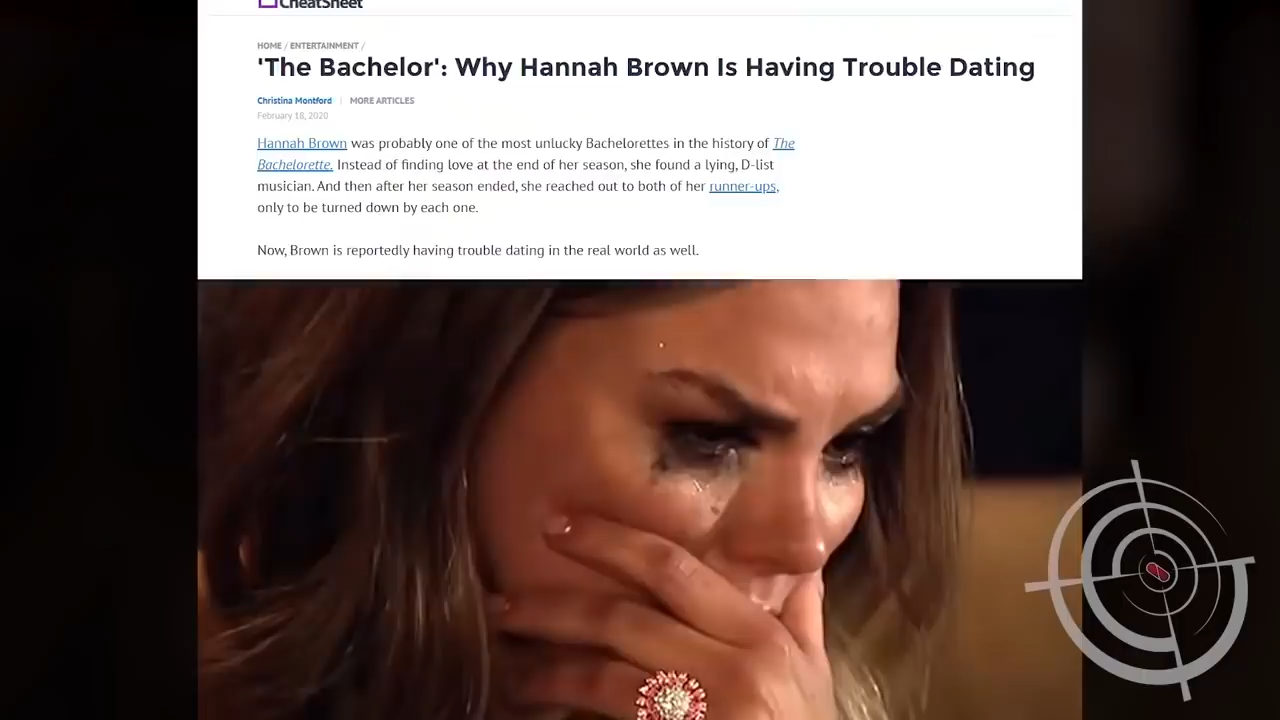 CheatSheet
HOME / ENTERTAINMENT /
'The Bachelor': Why Hannah Brown Is Having Trouble Dating
Christina Montford | MORE ARTICLES
February 18, 2020
Hannah Brown was probably one of the most unlucky Bachelorettes in the history of The
Bachelorette. Instead of finding love at the end of her season, she found a lying, D-list
musician. And then after her season ended, she reached out to both of her runner-ups,
only to be turned down by each one.
Now, Brown is reportedly having trouble dating in the real world as well.